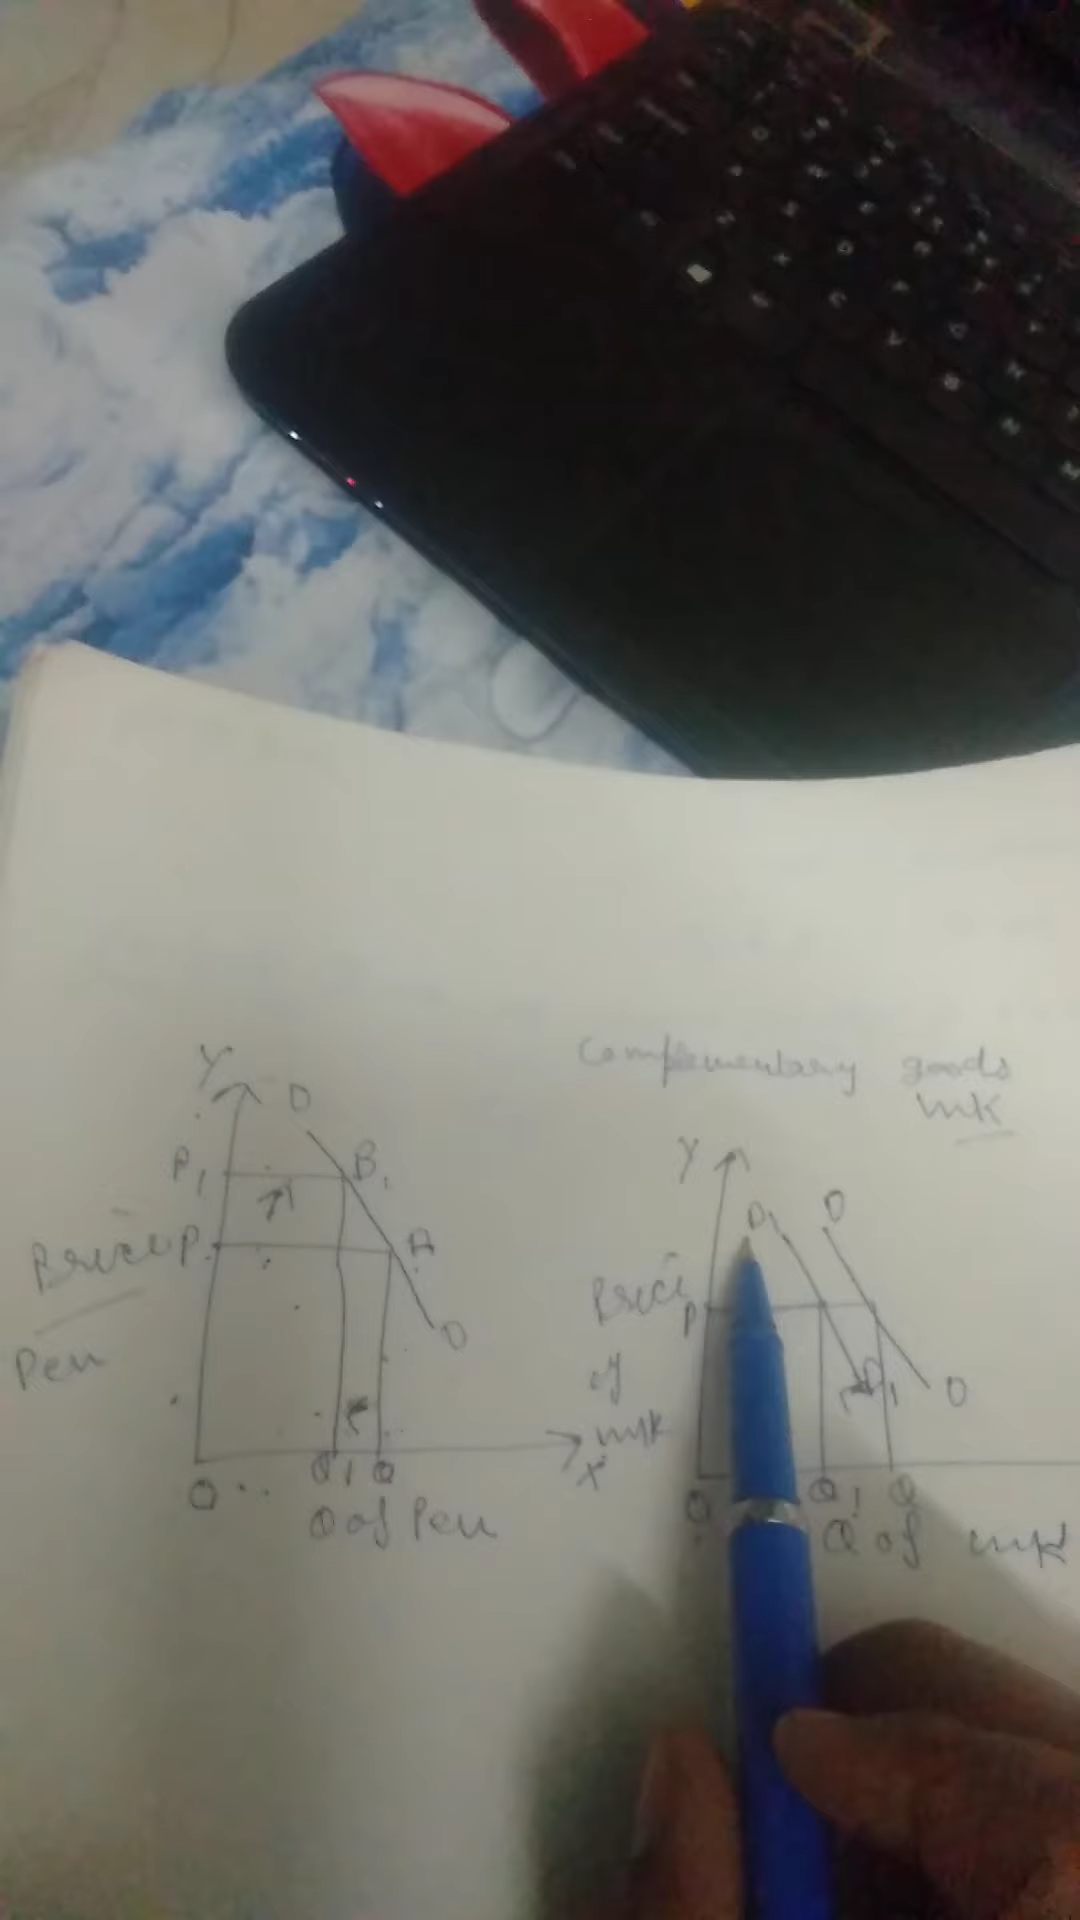 Complementary goods
ink
Y
D
P1
B1
Price
P
A
D
Pen
O
Q1
Q
X
Q of Pen
Y
D1
D
Price
P
of
ink
D1
D
O
Q1
Q
Q of ink